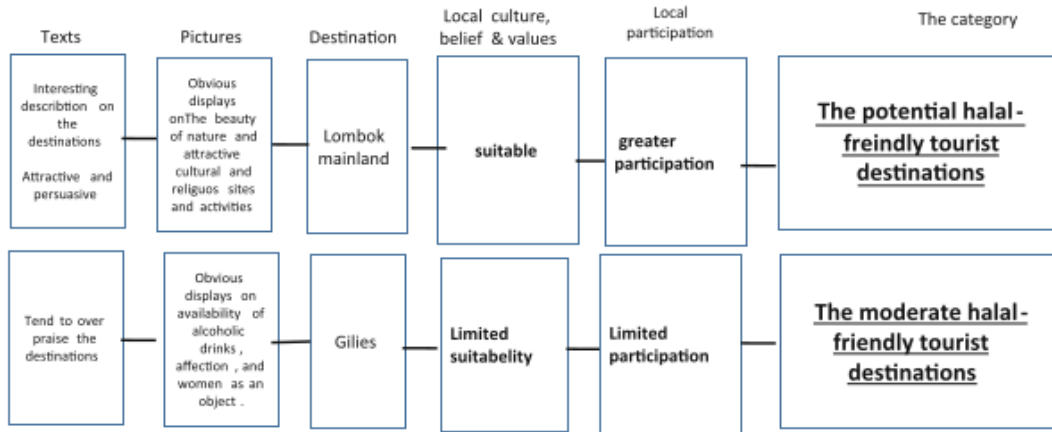 Texts
Pictures
Destination
Local culture,
belief & values
Local
participation
The category
Interesting
describtion on
the
destinations
Attractive and
persuasive
Obvious
displays
onThe beauty
of nature and
attractive
cultural and
religuos sites
and activities
Lombok
mainland
suitable
greater
participation
The potential halal-
freindly tourist
destinations
Tend to over
praise the
destinations
Obvious
displays on
availability of
alcoholic
drinks ,
affection , and
women as an
object .
Gilies
Limited
suitabelity
Limited
participation
The moderate halal-
friendly tourist
destinations